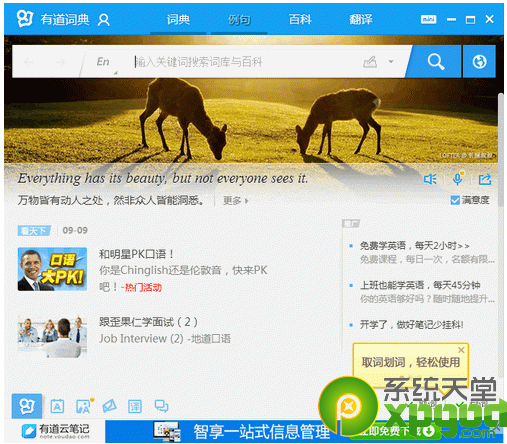 有道词典
词典
例句
百科
翻译
mini
En
输入关键词搜索词库与百科
Everything has its beauty, but not everyone sees it.
万物皆有动人之处，然非众人皆能洞悉。
更多
满意度
看天下
09-09
推广
和明星PK口语！
你是Chinglish还是伦敦音，快来PK
吧！-热门活动
口语
大PK!
跟歪果仁学面试（2）
Job Interview (2) -地道口语
免费学英语，每天2小时>>
免费课程，每日一次，名额有限...
上班也能学英语，每天45分钟
你的英语够好吗？随时随地提升...
开学了，做好笔记少挂科!
取词划词，轻松使用
系统天堂
有道云笔记
note.youdao.com
智享一站式信息管理
立即免费下